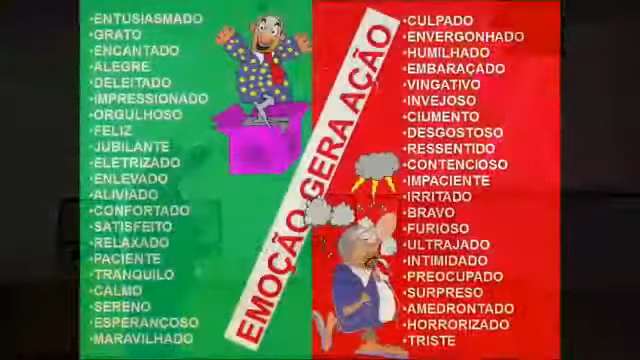 •ENTUSIASMADO
•GRATO
•ENCANTADO
•ALEGRE
•DELEITADO
•IMPRESSIONADO
•ORGULHOSO
•FELIZ
•JUBILANTE
•ELETRIZADO
•ENLEVADO
•ALIVIADO
•CONFORTADO
•SATISFEITO
•RELAXADO
•PACIENTE
•TRANQUILO
•CALMO
•SERENO
•ESPERANÇOSO
•MARAVILHADO
EMOÇÃO GERA AÇÃO
•CULPADO
•ENVERGONHADO
•HUMILHADO
•EMBARAÇADO
•VINGATIVO
•INVEJOSO
•CIUMENTO
•DESGOSTOSO
•RESSENTIDO
•CONTENCIOSO
•IMPACIENTE
•IRRITADO
•BRAVO
•FURIOSO
•ULTRAJADO
•INTIMIDADO
•PREOCUPADO
•SURPRESO
•AMEDRONTADO
•HORRORIZADO
•TRISTE